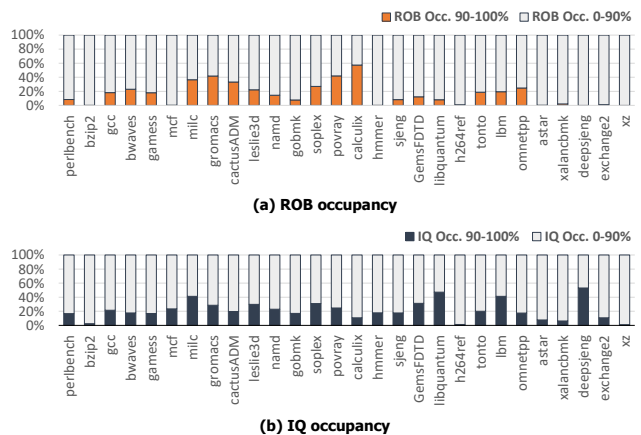 ROB Occ. 90-100% ROB Occ. 0-90%
100%
80%
60%
40%
20%
0%
perlbench bzip2 gcc bwaves gamess mcf milc gromacs cactusADM leslie3d namd gobmk soplex povray calculix hmmer sjeng GemsFDTD libquantum h264ref tonto lbm omnetpp astar xalancbmk deepsjeng exchange2 xz
(a) ROB occupancy
IQ Occ. 90-100% IQ Occ. 0-90%
100%
80%
60%
40%
20%
0%
perlbench bzip2 gcc bwaves gamess mcf milc gromacs cactusADM leslie3d namd gobmk soplex povray calculix hmmer sjeng GemsFDTD libquantum h264ref tonto lbm omnetpp astar xalancbmk deepsjeng exchange2 xz
(b) IQ occupancy